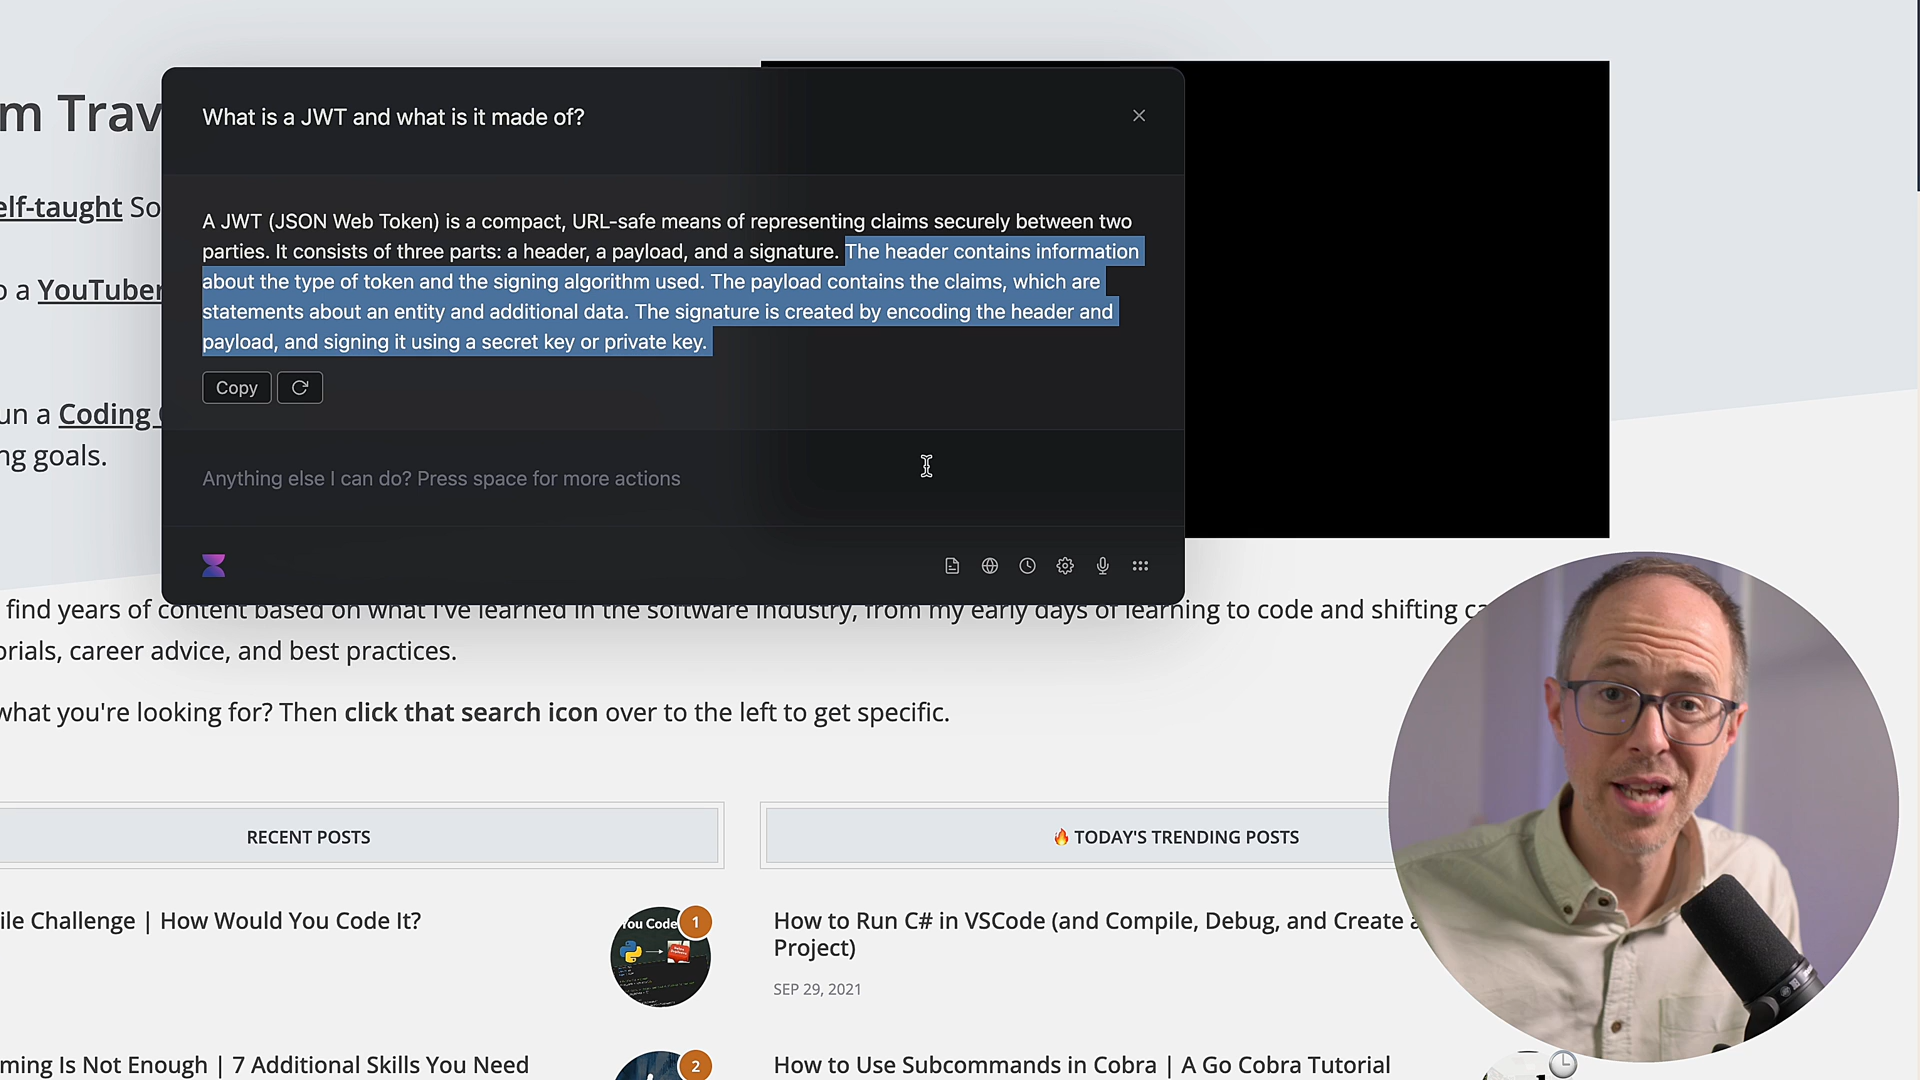 m Trav
What is a JWT and what is it made of?
elf-taught So
A JWT (JSON Web Token) is a compact, URL-safe means of representing claims securely between two
parties. It consists of three parts: a header, a payload, and a signature. The header contains information
about the type of token and the signing algorithm used. The payload contains the claims, which are
statements about an entity and additional data. The signature is created by encoding the header and
payload, and signing it using a secret key or private key.
o a YouTuber
Copy
un a Coding
ng goals.
Anything else I can do? Press space for more actions
find years of content based on what I've learned in the software industry, from my early days of learning to code and shifting ca
orials, career advice, and best practices.
what you're looking for? Then click that search icon over to the left to get specific.
RECENT POSTS
🔥 TODAY'S TRENDING POSTS
ile Challenge | How Would You Code It?
You Code
1
How to Run C# in VSCode (and Compile, Debug, and Create a
Project)
SEP 29, 2021
ming Is Not Enough | 7 Additional Skills You Need
2
How to Use Subcommands in Cobra | A Go Cobra Tutorial